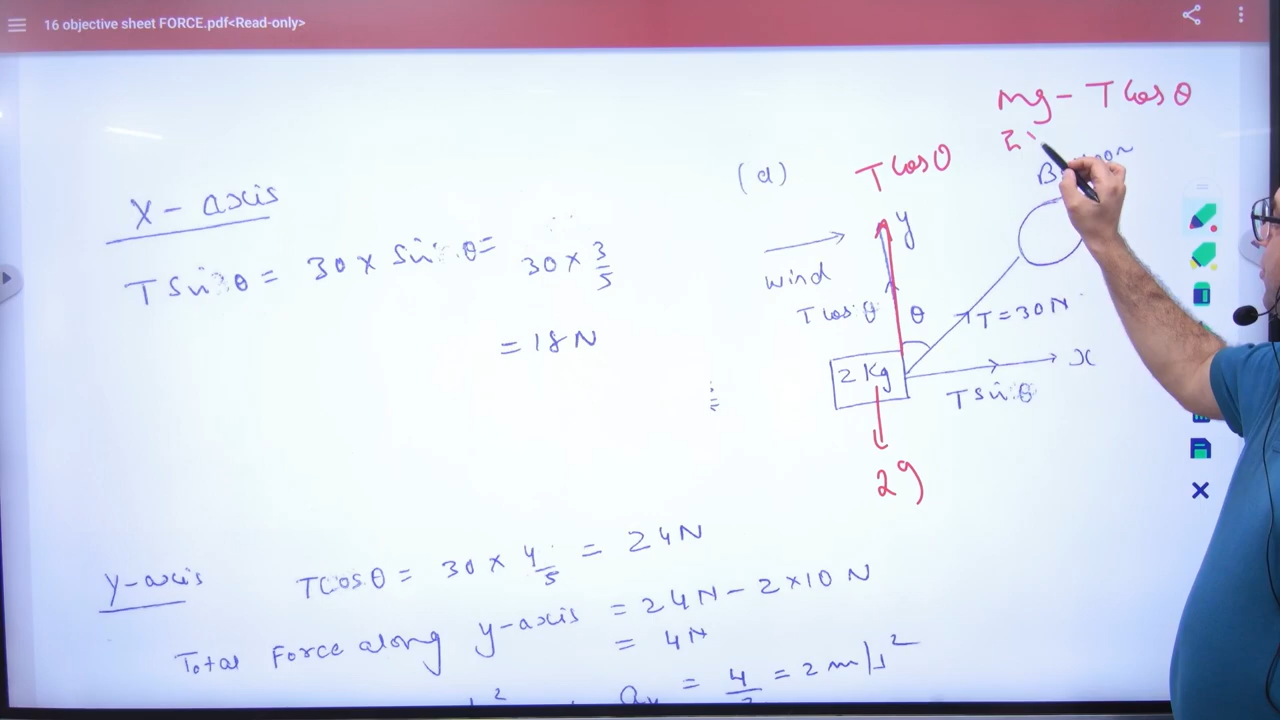 16 objective sheet FORCE.pdf<Read-only>
mg - T Cos θ
2
(d)
T Cos θ
y
wind
T Cos θ
θ
T = 30 N
2 Kg
x
T Sin θ
2g
X - axis
T Sin θ = 30 × Sin θ = 30 × 3/5
= 18 N
y-axis
T Cos θ = 30 × 4/5 = 24 N
Total Force along y-axis = 24 N - 2 × 10 N
= 4 N
= 4/2 = 2 m/s²